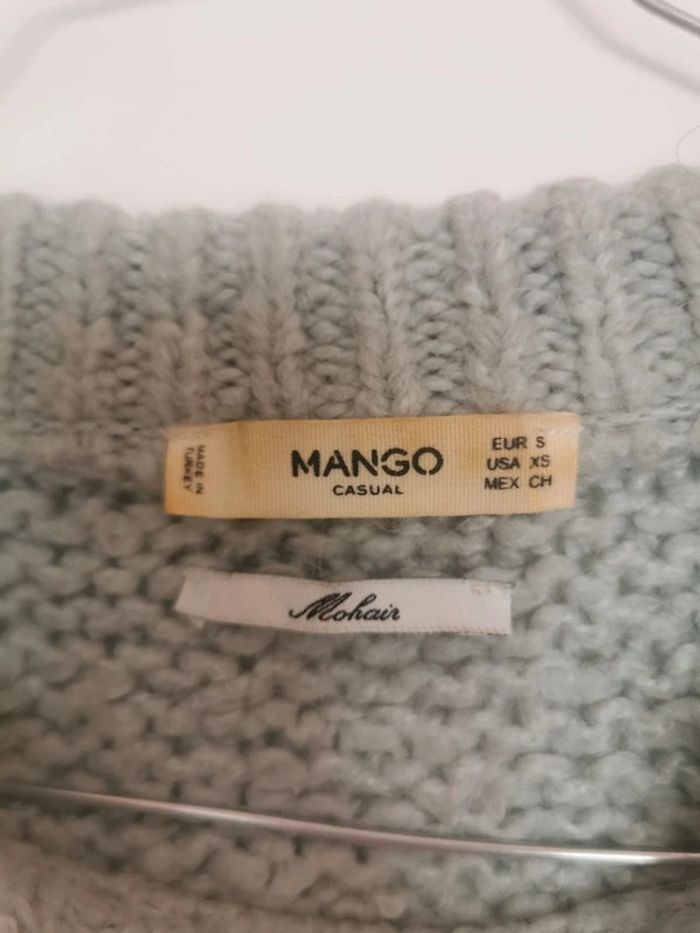 MADE IN
TURKEY
MANGO
CASUAL
EUR S
USA XS
MEX CH
Mohair